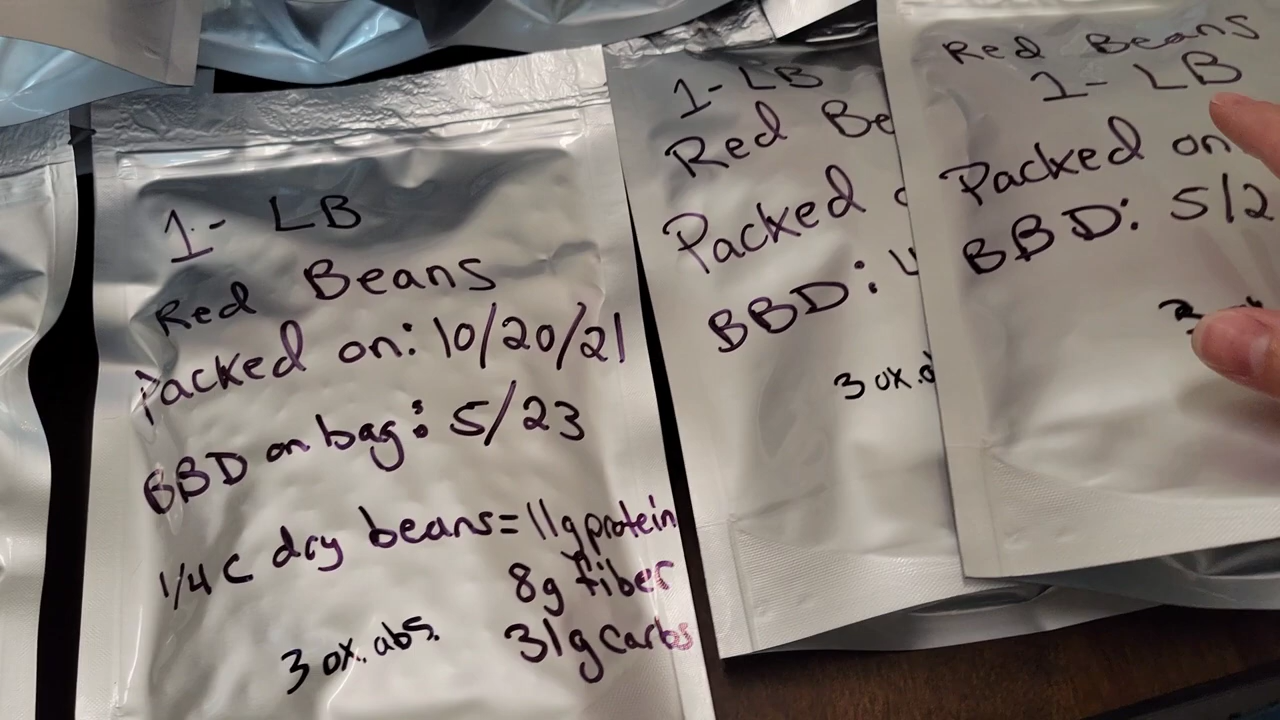 1- LB
Red Beans
Packed on: 10/20/21
BBD on bag: 5/23
1/4 C dry beans = 11g protein
8g fiber
31g carbs
3 ox. abs.
1- LB
Red Be
Packed
BBD: 4
3 ox.
Red Beans
1- LB
Packed on
BBD: 5/2